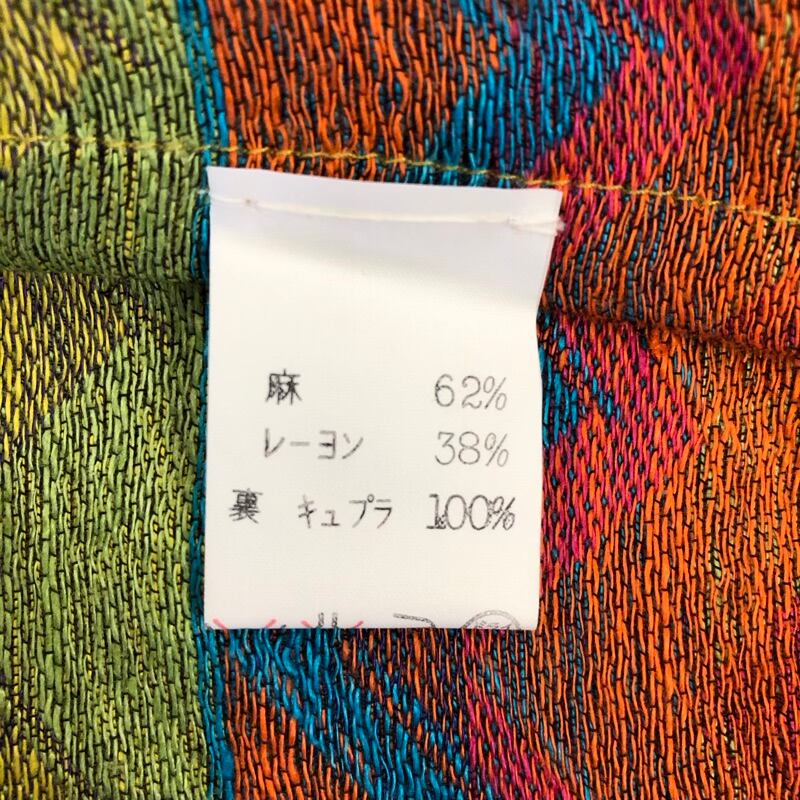 麻 62%
レーヨン 38%
裏 キュプラ 100%